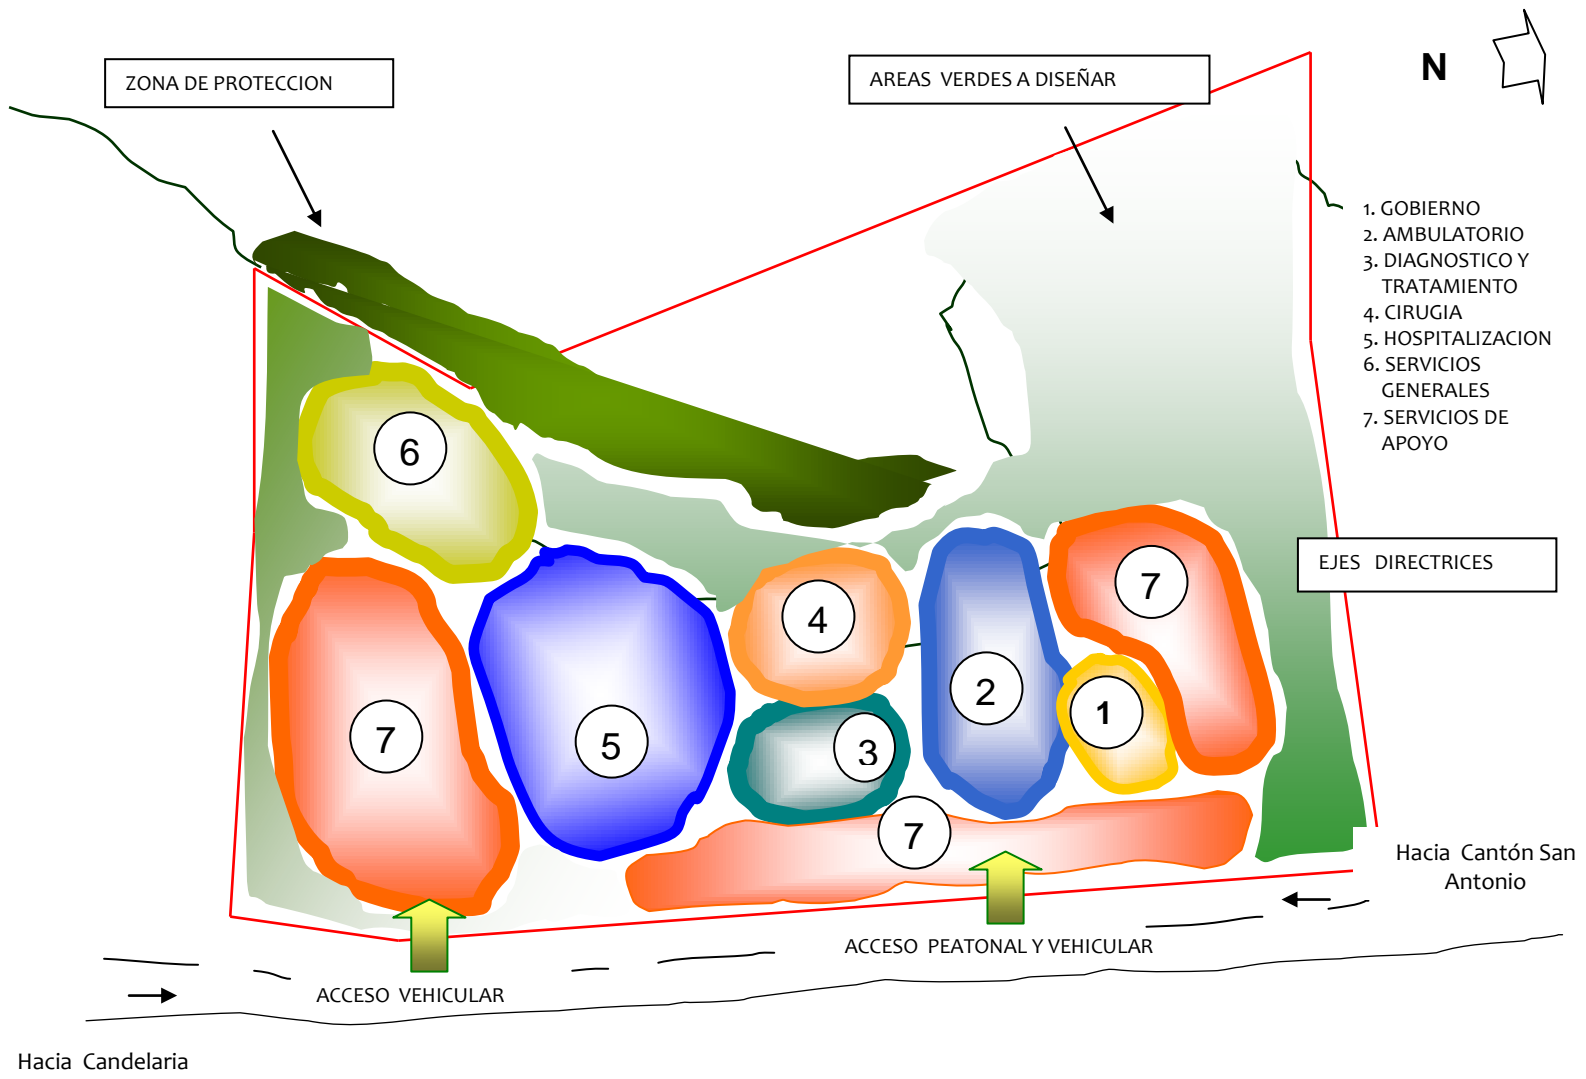 ZONA DE PROTECCION
AREAS VERDES A DISEÑAR
N
1. GOBIERNO
2. AMBULATORIO
3. DIAGNOSTICO Y
TRATAMIENTO
4. CIRUGIA
5. HOSPITALIZACION
6. SERVICIOS
GENERALES
7. SERVICIOS DE
APOYO
6
EJES DIRECTRICES
7
4
2
1
7
5
3
7
Hacia Cantón San
Antonio
ACCESO PEATONAL Y VEHICULAR
ACCESO VEHICULAR
Hacia Candelaria